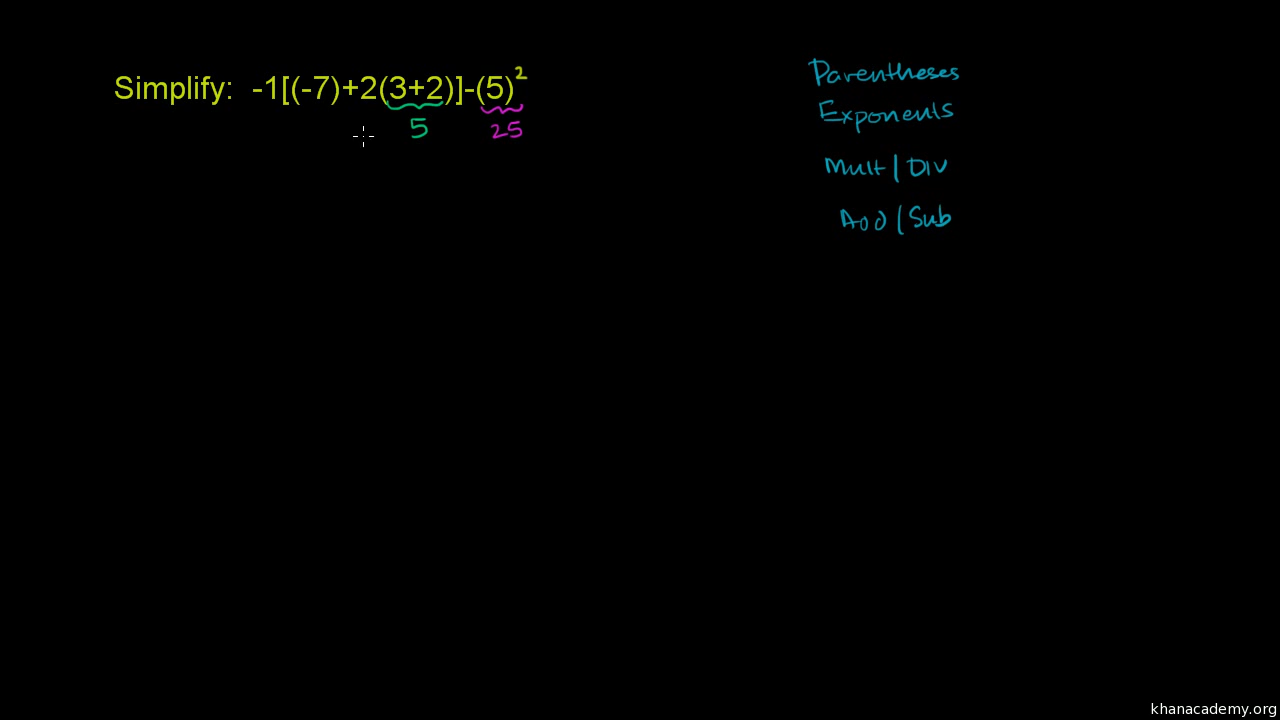 Simplify: -1[(-7)+2(3+2)]-(5)²
5
25
Parentheses
Exponents
Mult | Div
Add | Sub
khanacademy.org